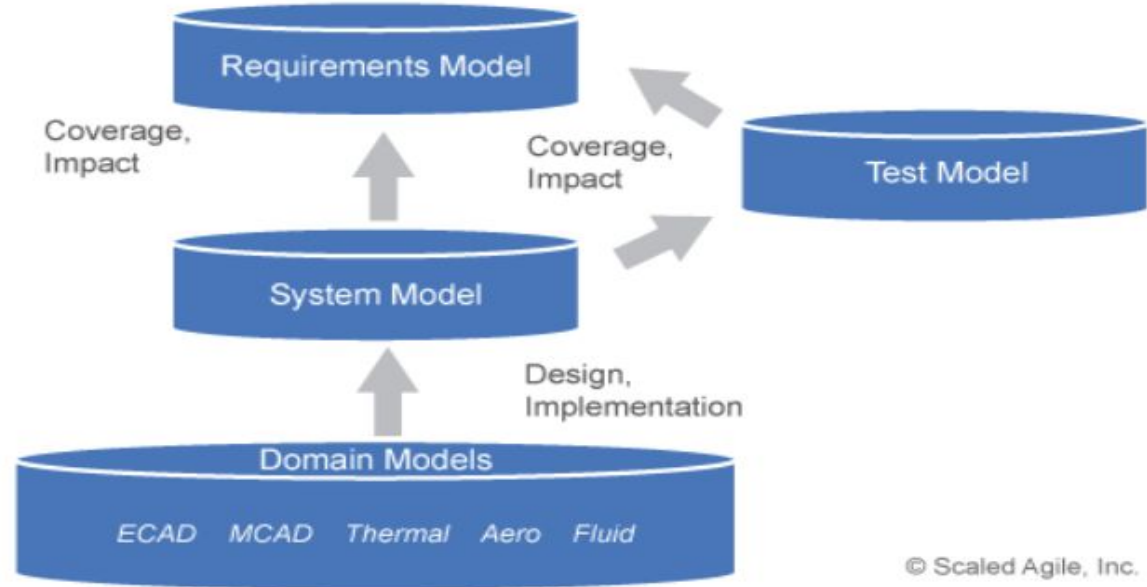 Requirements Model
Coverage,
Impact
Coverage,
Impact
Test Model
System Model
Design,
Implementation
Domain Models
ECAD MCAD Thermal Aero Fluid
© Scaled Agile, Inc.